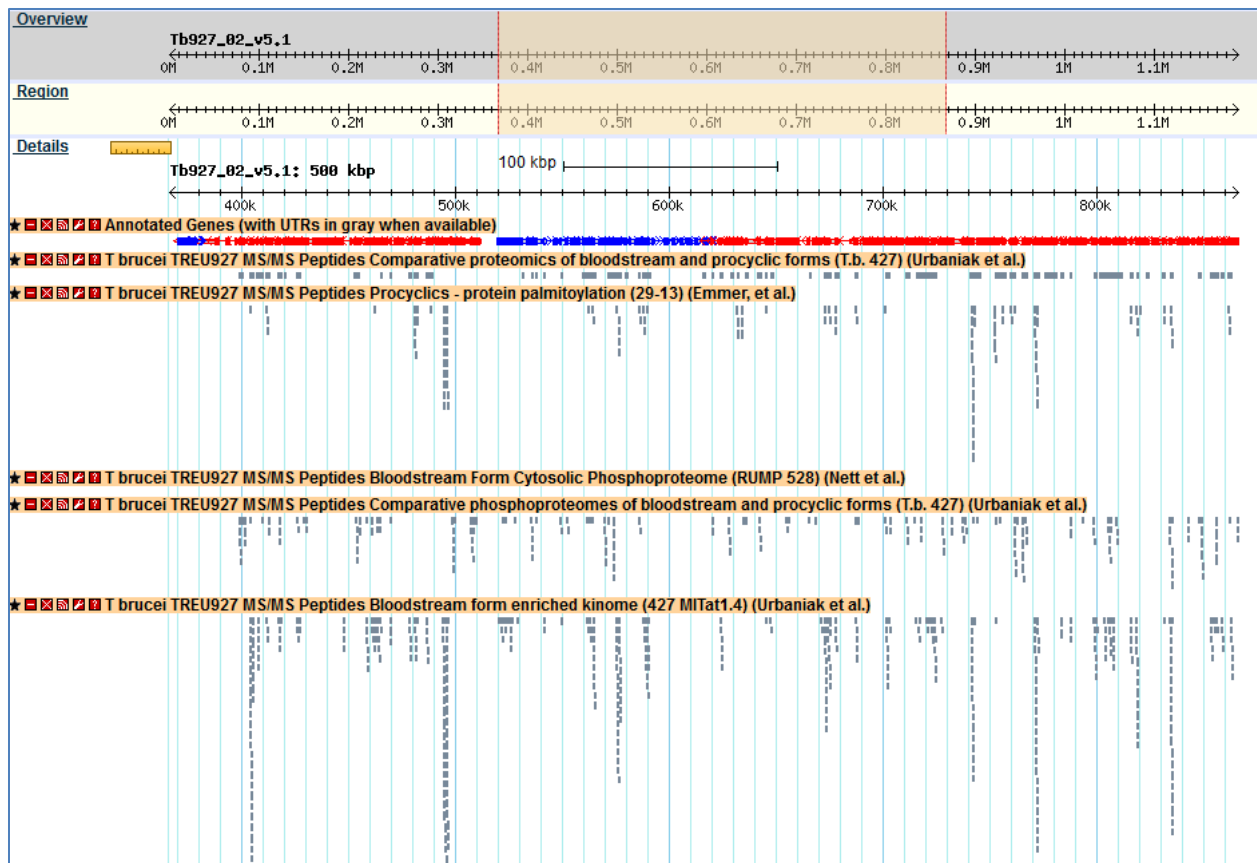 Overview
Tb927_02_v5.1
0M 0.1M 0.2M 0.3M 0.4M 0.5M 0.6M 0.7M 0.8M 0.9M 1M 1.1M
Region
0M 0.1M 0.2M 0.3M 0.4M 0.5M 0.6M 0.7M 0.8M 0.9M 1M 1.1M
Details
100 kbp
Tb927_02_v5.1: 500 kbp
400k 500k 600k 700k 800k
Annotated Genes (with UTRs in gray when available)
T brucei TREU927 MS/MS Peptides Comparative proteomics of bloodstream and procyclic forms (T.b. 427) (Urbaniak et al.)
T brucei TREU927 MS/MS Peptides Procyclics - protein palmitoylation (29-13) (Emmer, et al.)
T brucei TREU927 MS/MS Peptides Bloodstream Form Cytosolic Phosphoproteome (RUMP 528) (Nett et al.)
T brucei TREU927 MS/MS Peptides Comparative phosphoproteomes of bloodstream and procyclic forms (T.b. 427) (Urbaniak et al.)
T brucei TREU927 MS/MS Peptides Bloodstream form enriched kinome (427 MITat1.4) (Urbaniak et al.)